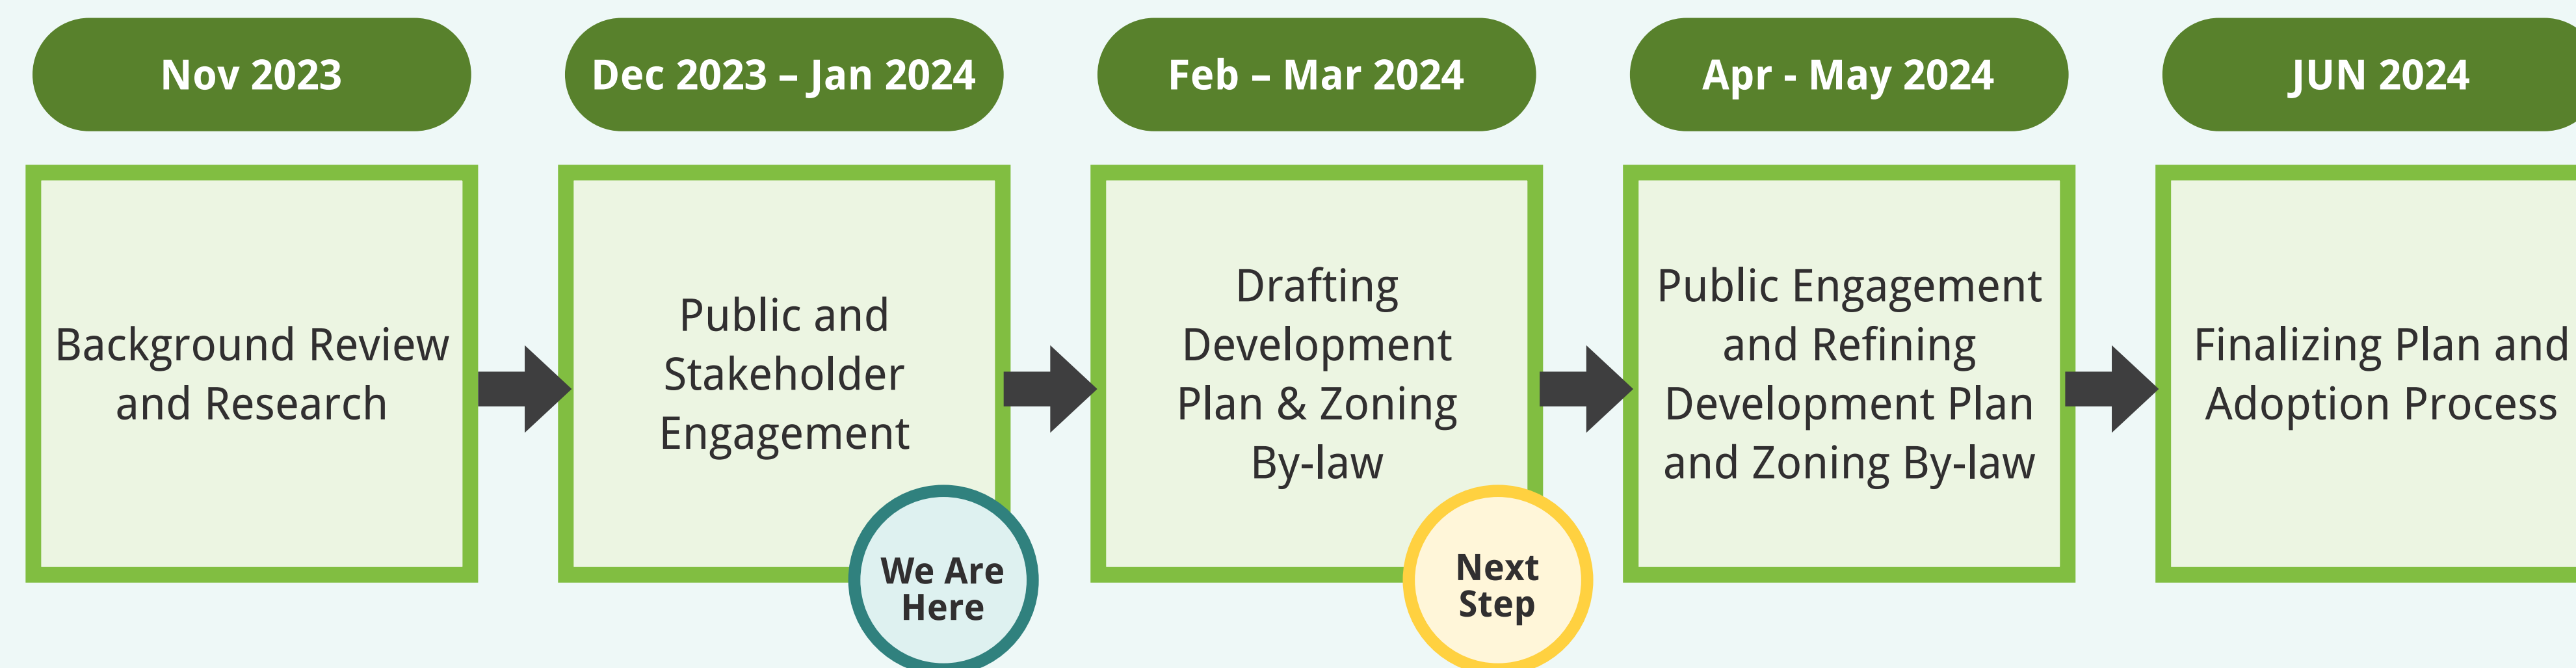 Nov 2023
Dec 2023 – Jan 2024
Feb – Mar 2024
Apr - May 2024
JUN 2024
Background Review
and Research
Public and
Stakeholder
Engagement
We Are
Here
Drafting
Development
Plan & Zoning
By-law
Next
Step
Public Engagement
and Refining
Development Plan
and Zoning By-law
Finalizing Plan and
Adoption Process